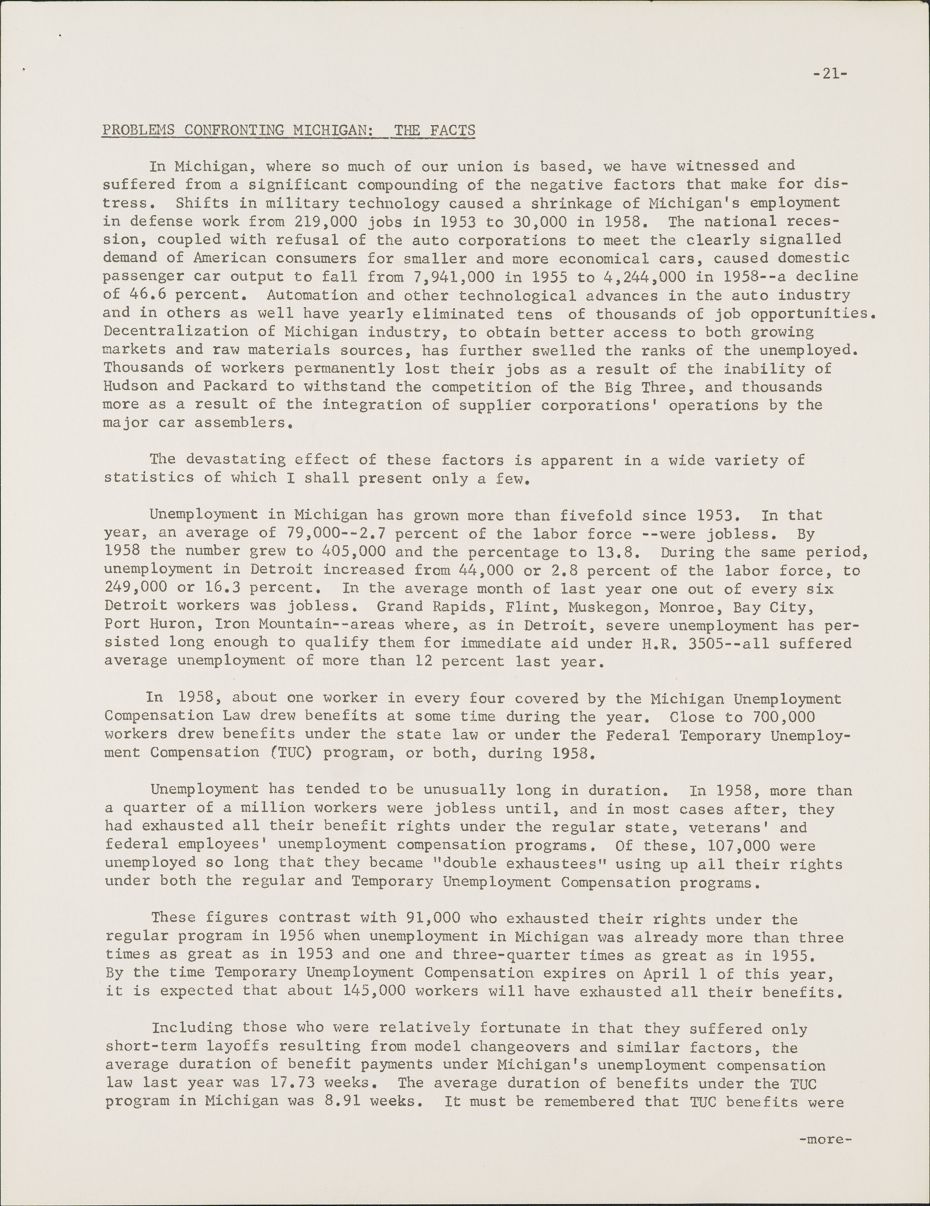 -21-
PROBLEMS CONFRONTING MICHIGAN: THE FACTS
In Michigan, where so much of our union is based, we have witnessed and
suffered from a significant compounding of the negative factors that make for dis-
tress. Shifts in military technology caused a shrinkage of Michigan's employment
in defense work from 219,000 jobs in 1953 to 30,000 in 1958. The national reces-
sion, coupled with refusal of the auto corporations to meet the clearly signalled
demand of American consumers for smaller and more economical cars, caused domestic
passenger car output to fall from 7,941,000 in 1955 to 4,244,000 in 1958--a decline
of 46.6 percent. Automation and other technological advances in the auto industry
and in others as well have yearly eliminated tens of thousands of job opportunities.
Decentralization of Michigan industry, to obtain better access to both growing
markets and raw materials sources, has further swelled the ranks of the unemployed.
Thousands of workers permanently lost their jobs as a result of the inability of
Hudson and Packard to withstand the competition of the Big Three, and thousands
more as a result of the integration of supplier corporations' operations by the
major car assemblers.
The devastating effect of these factors is apparent in a wide variety of
statistics of which I shall present only a few.
Unemployment in Michigan has grown more than fivefold since 1953. In that
year, an average of 79,000--2.7 percent of the labor force --were jobless. By
1958 the number grew to 405,000 and the percentage to 13.8. During the same period,
unemployment in Detroit increased from 44,000 or 2.8 percent of the labor force, to
249,000 or 16.3 percent. In the average month of last year one out of every six
Detroit workers was jobless. Grand Rapids, Flint, Muskegon, Monroe, Bay City,
Port Huron, Iron Mountain--areas where, as in Detroit, severe unemployment has per-
sisted long enough to qualify them for immediate aid under H.R. 3505--all suffered
average unemployment of more than 12 percent last year.
In 1958, about one worker in every four covered by the Michigan Unemployment
Compensation Law drew benefits at some time during the year. Close to 700,000
workers drew benefits under the state law or under the Federal Temporary Unemploy-
ment Compensation (TUC) program, or both, during 1958.
Unemployment has tended to be unusually long in duration. In 1958, more than
a quarter of a million workers were jobless until, and in most cases after, they
had exhausted all their benefit rights under the regular state, veterans' and
federal employees' unemployment compensation programs. Of these, 107,000 were
unemployed so long that they became "double exhaustees" using up all their rights
under both the regular and Temporary Unemployment Compensation programs.
These figures contrast with 91,000 who exhausted their rights under the
regular program in 1956 when unemployment in Michigan was already more than three
times as great as in 1953 and one and three-quarter times as great as in 1955.
By the time Temporary Unemployment Compensation expires on April 1 of this year,
it is expected that about 145,000 workers will have exhausted all their benefits.
Including those who were relatively fortunate in that they suffered only
short-term layoffs resulting from model changeovers and similar factors, the
average duration of benefit payments under Michigan's unemployment compensation
law last year was 17.73 weeks. The average duration of benefits under the TUC
program in Michigan was 8.91 weeks. It must be remembered that TUC benefits were
-more-